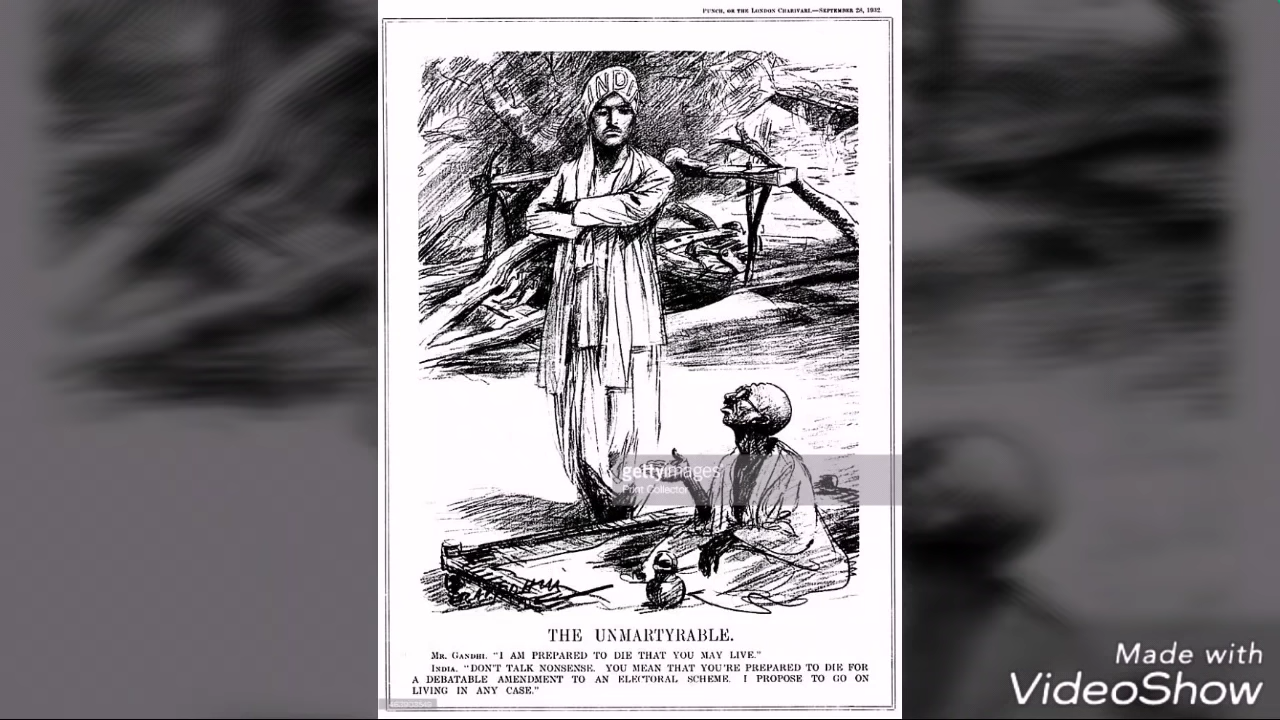 PUNCH, OR THE LONDON CHARIVARI.—SEPTEMBER 28, 1932.
IND
gettyimages
Print Collector
THE UNMARTYRABLE.
MR. GANDHI. "I AM PREPARED TO DIE THAT YOU MAY LIVE."
INDIA. "DON'T TALK NONSENSE. YOU MEAN THAT YOU'RE PREPARED TO DIE FOR
A DEBATABLE AMENDMENT TO AN ELECTORAL SCHEME. I PROPOSE TO GO ON
LIVING IN ANY CASE."
Made with
VideoShow